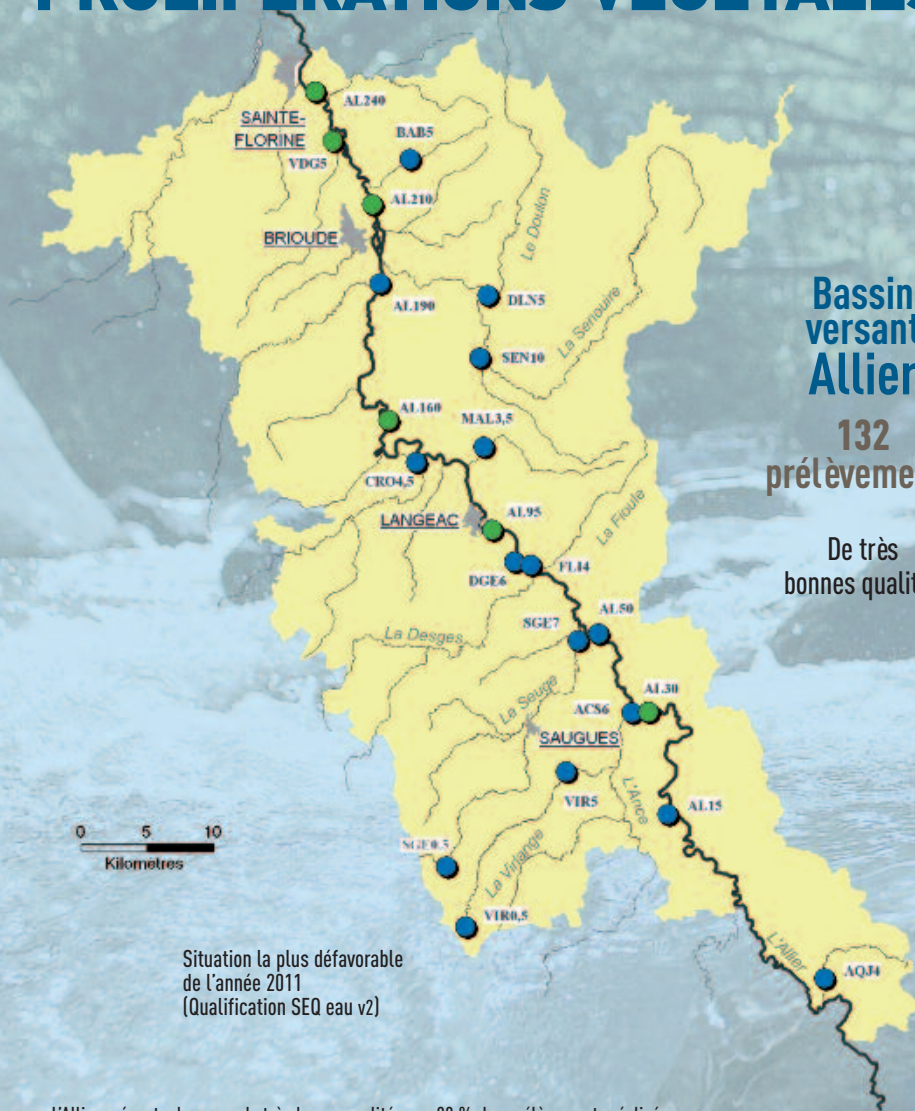 PROLIFÉRATIONS VÉGÉTALES
AL240
SAINTE-
FLORINE
BAB5
VDG5
AL210
Le Doulon
BRIOUDE
Bassin
versant
Allier
DLN5
AL190
La Senouire
SEN10
AL160
MAL3,5
132
prélèveme
CRO4,5
LANGEAC
AL95
La Fioule
De très
bonnes qualit
DGE6
FLI4
AL50
SGE7
La Desges
AL30
La Seuge
ACS6
SAUGUES
VIR5
L'Ance
AL15
0 5 10
Kilomètres
SGE0.5
La Virlange
VIR0,5
L'Allier
AQJ4
Situation la plus défavorable
de l'année 2011
(Qualification SEQ eau v2)